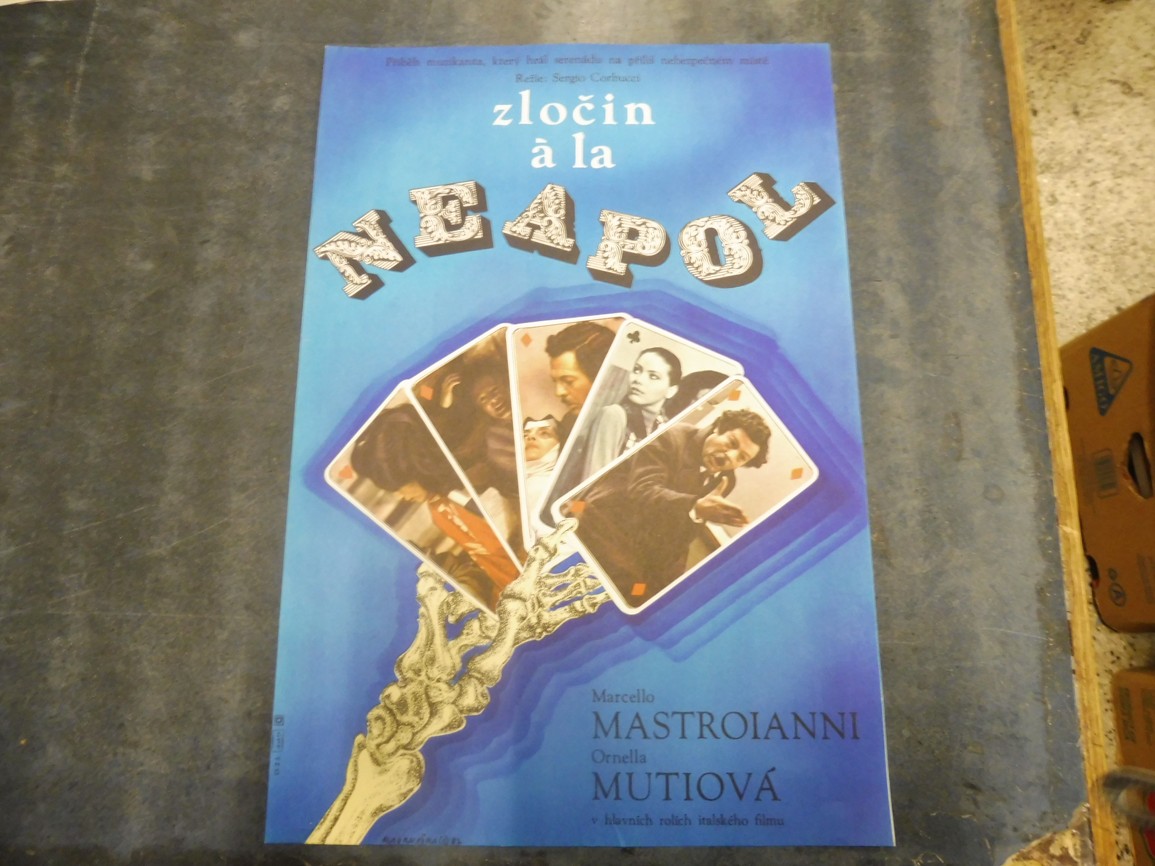 Příběh muzikanta, který hrál serenádu na příliš nebezpečném místě
Režie: Sergio Corbucci
zločin
à la
NEAPOL
Marcello
MASTROIANNI
Ornella
MUTIOVÁ
v hlavních rolích italského filmu